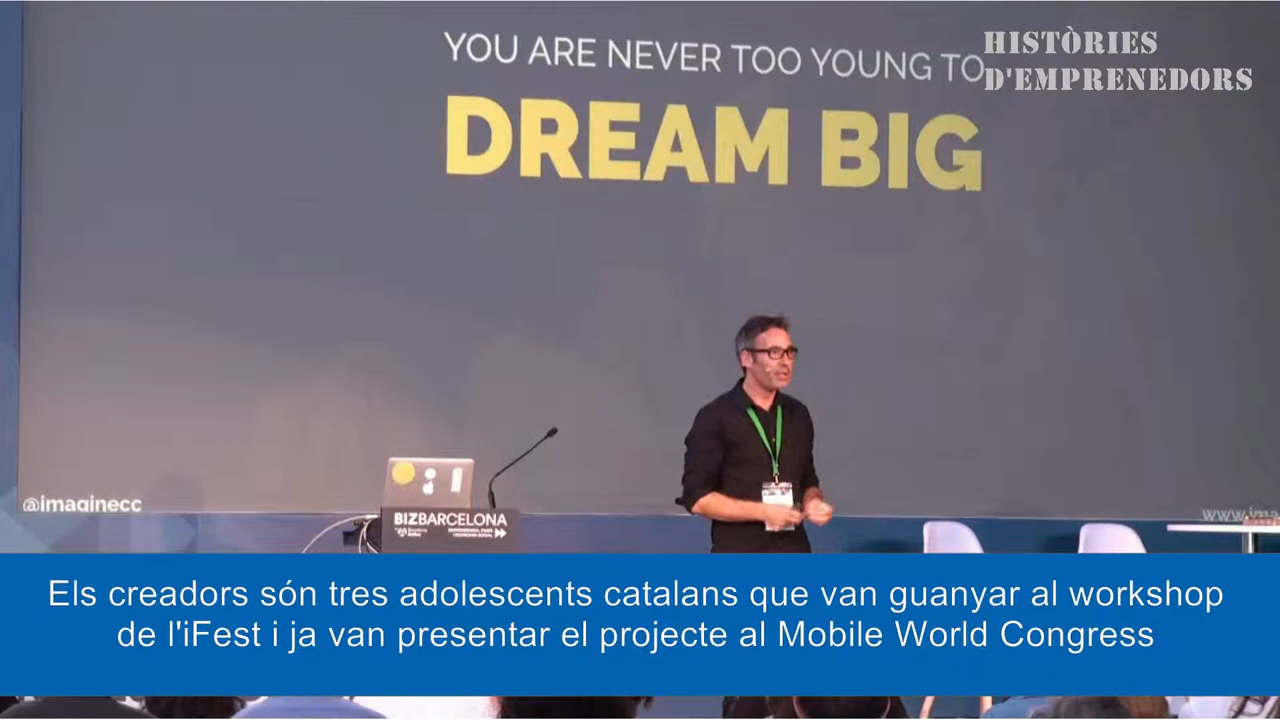 YOU ARE NEVER TOO YOUNG TO
DREAM BIG
HISTÒRIES
D'EMPRENEDORS
@imaginecc
BIZBARCELONA
Els creadors són tres adolescents catalans que van guanyar al workshop
de l'iFest i ja van presentar el projecte al Mobile World Congress